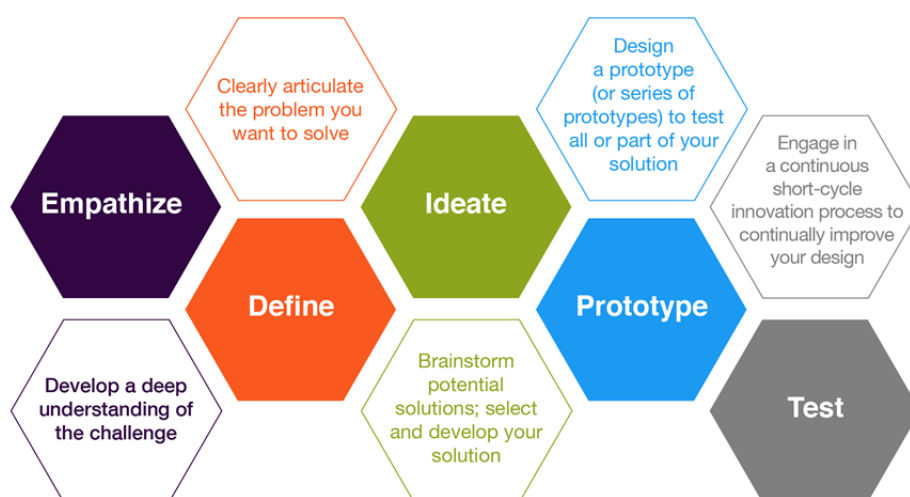 Empathize
Develop a deep
understanding of
the challenge
Clearly articulate
the problem you
want to solve
Define
Ideate
Brainstorm
potential
solutions; select
and develop your
solution
Design
a prototype
(or series of
prototypes) to test
all or part of your
solution
Prototype
Engage in
a continuous
short-cycle
innovation process to
continually improve
your design
Test